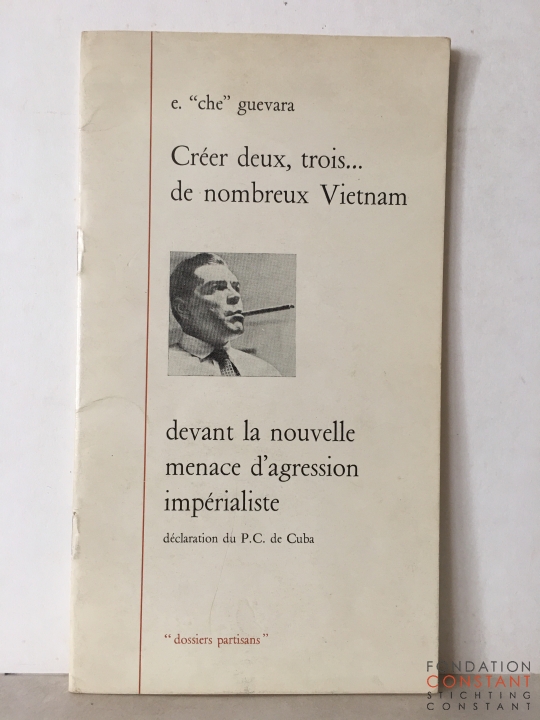 e. “che” guevara
Créer deux, trois...
de nombreux Vietnam
devant la nouvelle
menace d’agression
impérialiste
déclaration du P.C. de Cuba
“dossiers partisans”
FONDATION
CONSTANT
STICHTING
CONSTANT